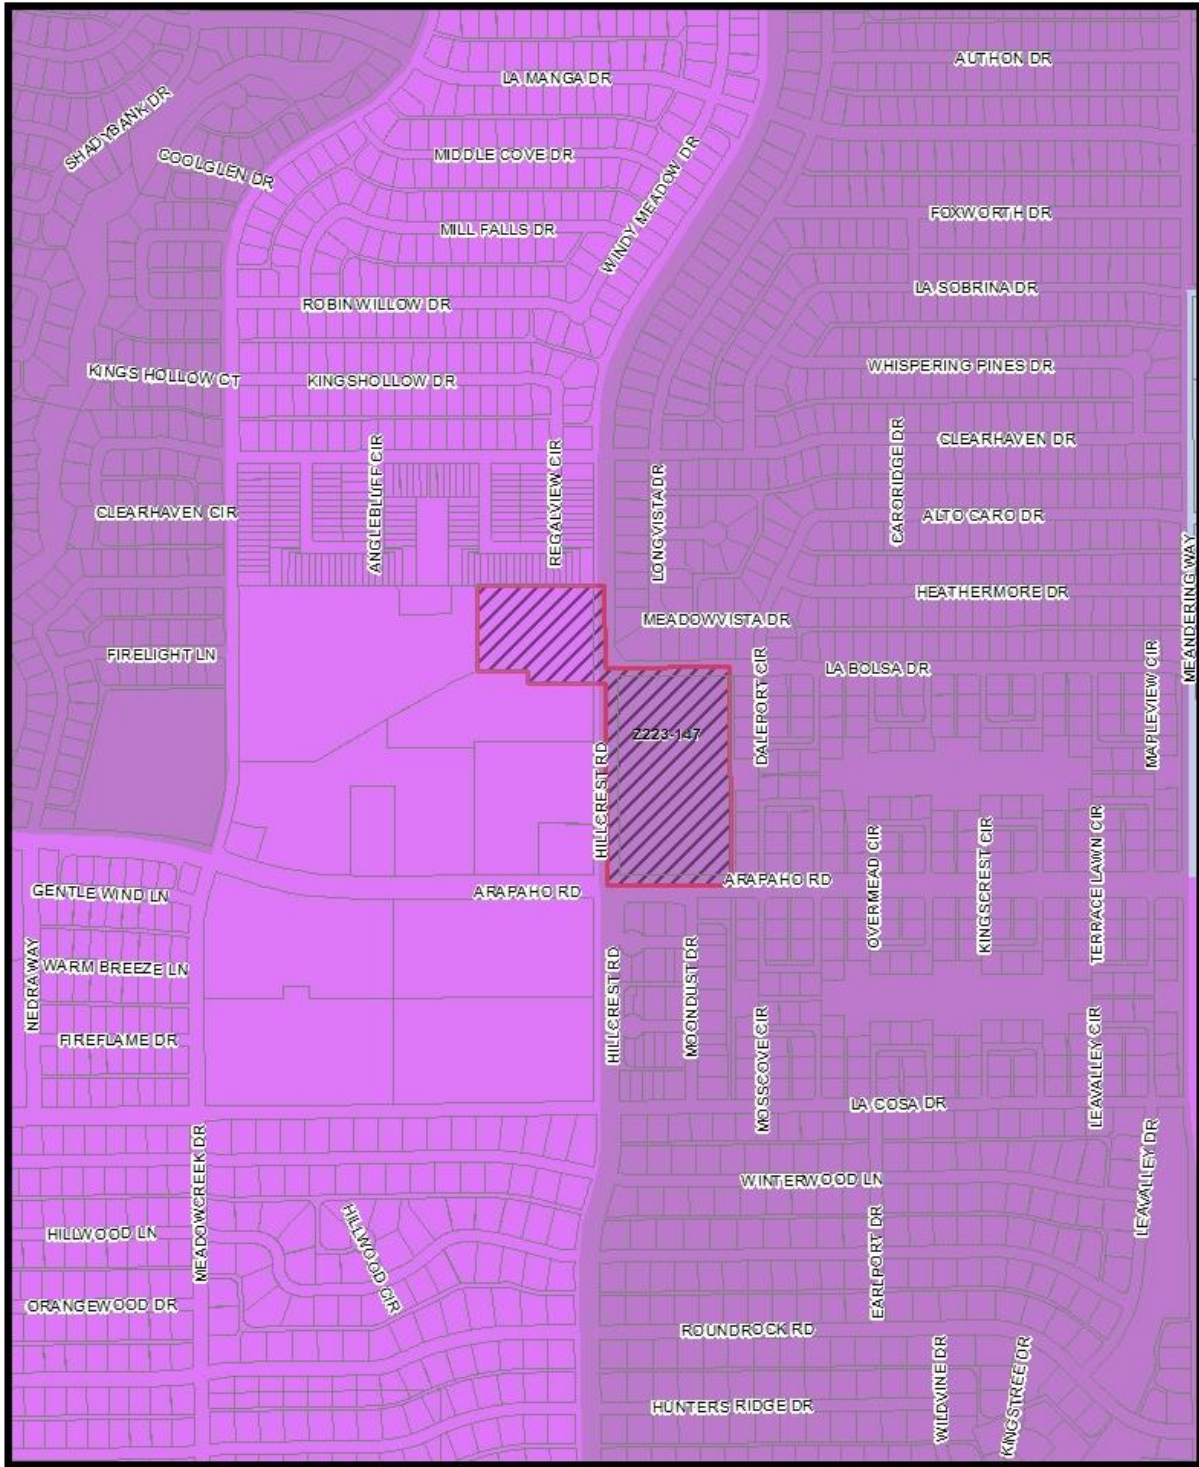 AUTHON DR
LA MANGA DR
SHADYBANK DR
COOLGLEN DR
MIDDLE COVE DR
WINDY MEADOW DR
FOXWORTH DR
MILL FALLS DR
LA SOBRINA DR
ROBIN WILLOW DR
WHISPERING PINES DR
KINGS HOLLOW CT
KINGSHOLLOW DR
CLEARHAVEN DR
CARORIDGE DR
ANGLEBLUFF CIR
REGALVIEW CIR
LONGVISTA DR
CLEARHAVEN CIR
ALTO CARO DR
HEATHERMORE DR
MEANDERING WAY
MEADOWVISTA DR
FIRELIGHT LN
LA BOLSA DR
DALEPORT CIR
MAPLEVIEW CIR
Z223-147
HILLCREST RD
OVERMEAD CIR
KINGSCREST CIR
TERRACE LAWN CIR
ARAPAHO RD
ARAPAHO RD
GENTLE WIND LN
NEDRA WAY
WARM BREEZE LN
HILLCREST RD
MOONDUST DR
FIREFLAME DR
MOSSCOVE CIR
LEAVALLEY CIR
LA COSA DR
MEADOWCREEK DR
WINTERWOOD LN
LEAVALLEY DR
HILLWOOD LN
HILLWOOD CIR
EARLPORT DR
ORANGEWOOD DR
ROUNDROCK RD
WILDVINE DR
KINGSTREE DR
HUNTERS RIDGE DR